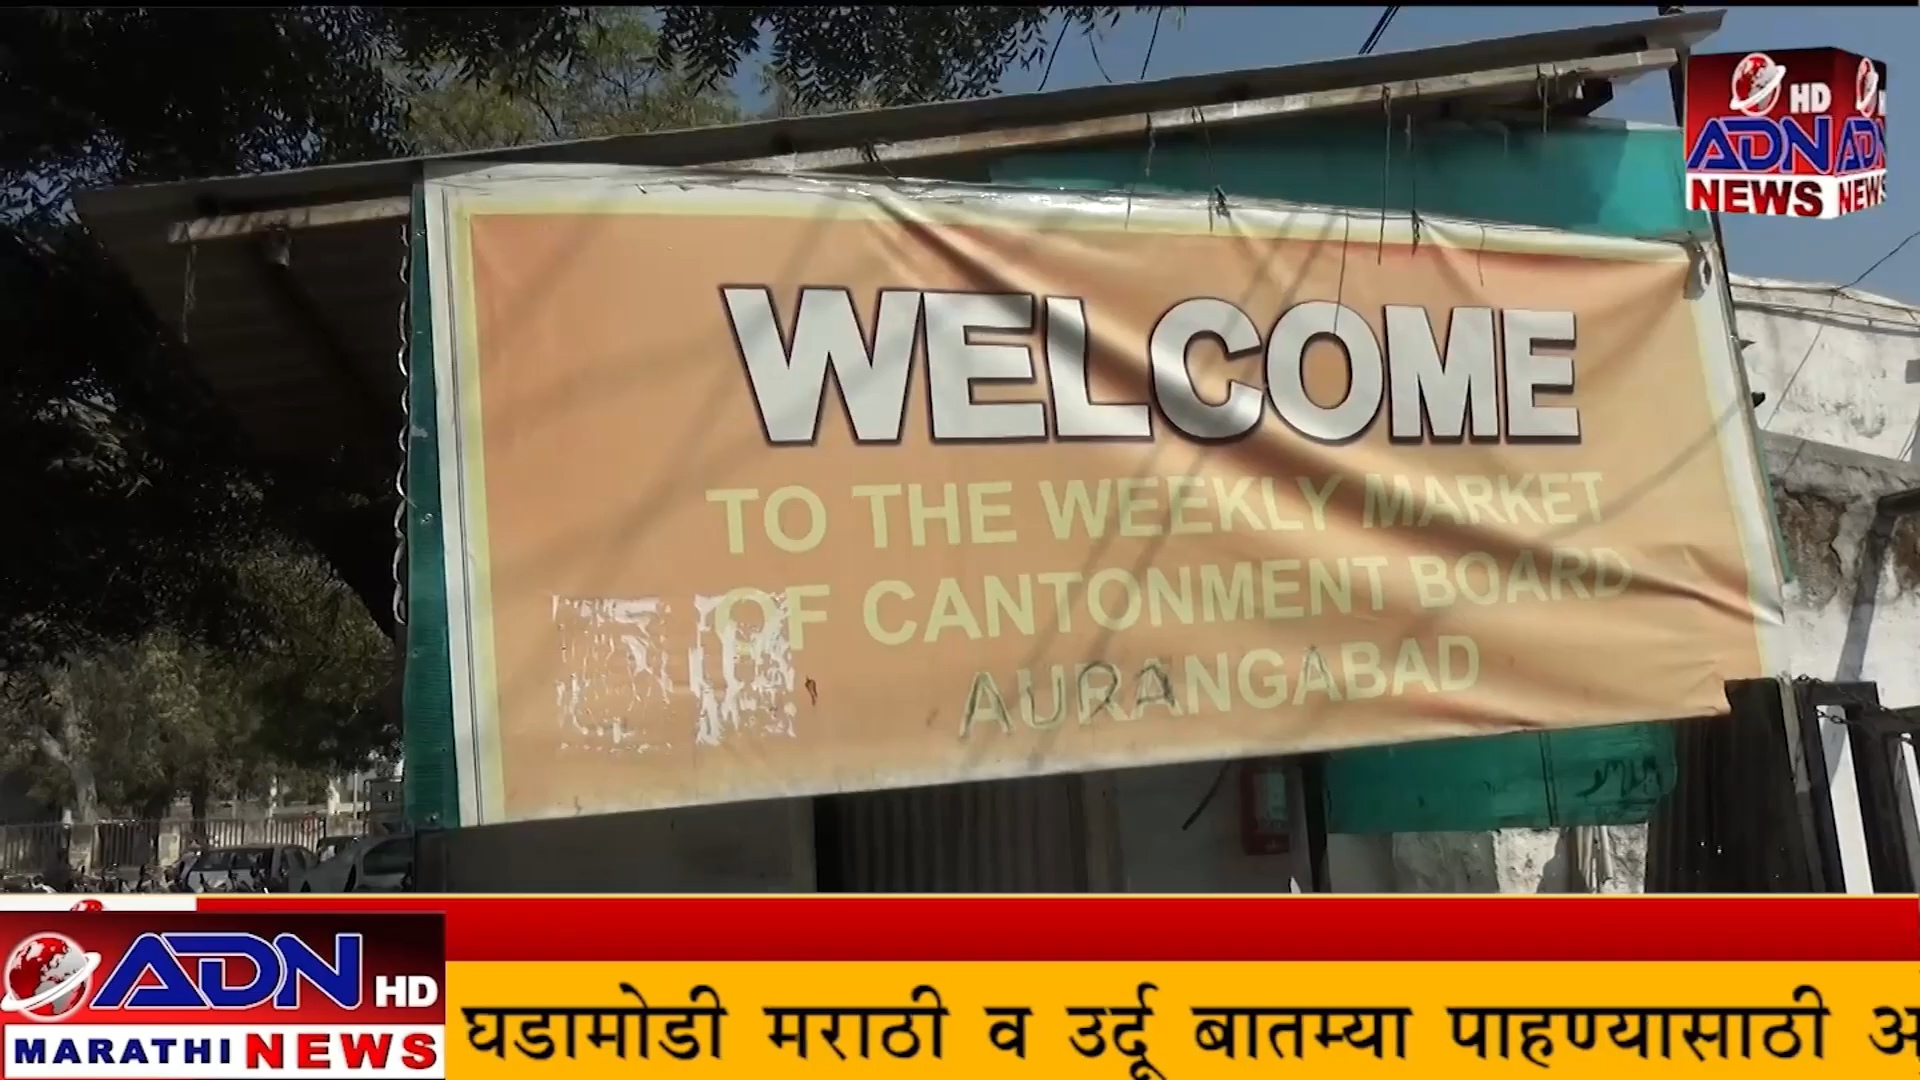 HD
ADN
NEWS
WELCOME
TO THE WEEKLY MARKET
OF CANTONMENT BOARD
AURANGABAD
ADN HD
MARATHI NEWS
घडामोडी मराठी व उर्दू बातम्या पाहण्यासाठी